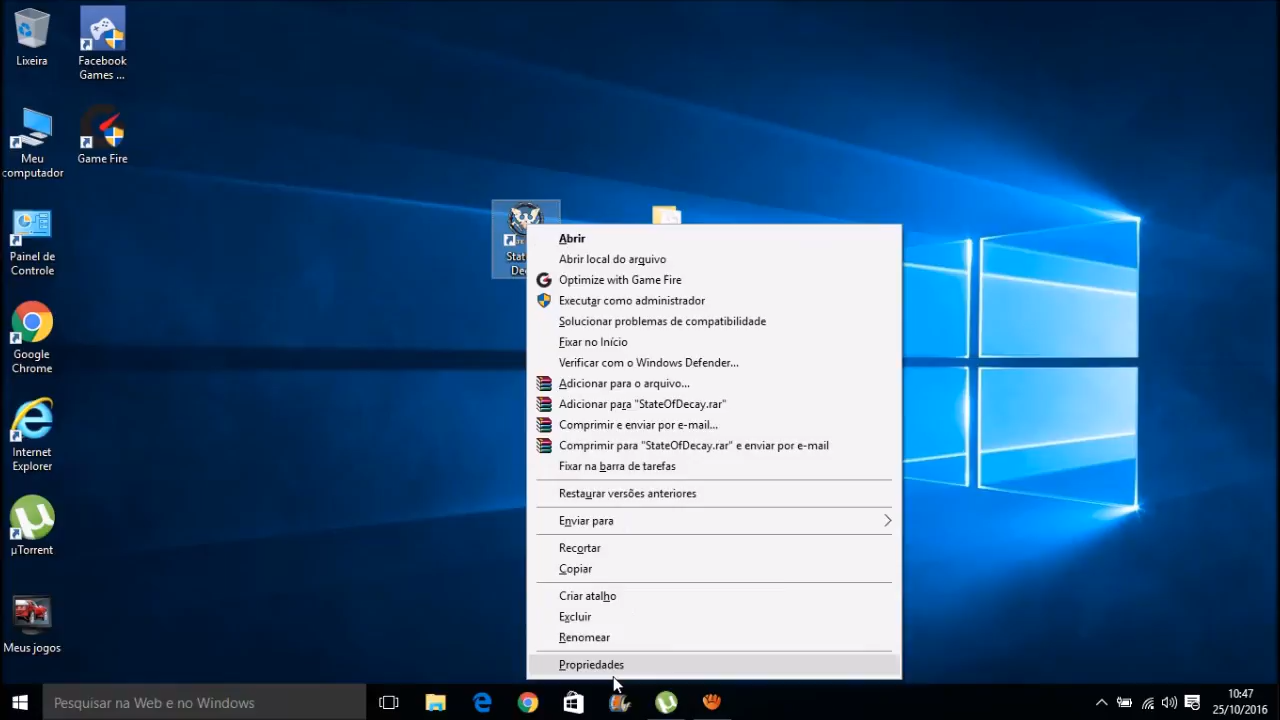 Lixeira
Facebook
Games ...
Meu
computador
Game Fire
Painel de
Controle
Google
Chrome
Internet
Explorer
µTorrent
Meus jogos
Stat
Dec
Abrir
Abrir local do arquivo
Optimize with Game Fire
Executar como administrador
Solucionar problemas de compatibilidade
Fixar no Início
Verificar com o Windows Defender...
Adicionar para o arquivo...
Adicionar para "StateOfDecay.rar"
Comprimir e enviar por e-mail...
Comprimir para "StateOfDecay.rar" e enviar por e-mail
Fixar na barra de tarefas
Restaurar versões anteriores
Enviar para
Recortar
Copiar
Criar atalho
Excluir
Renomear
Propriedades
Pesquisar na Web e no Windows
10:47
25/10/2016